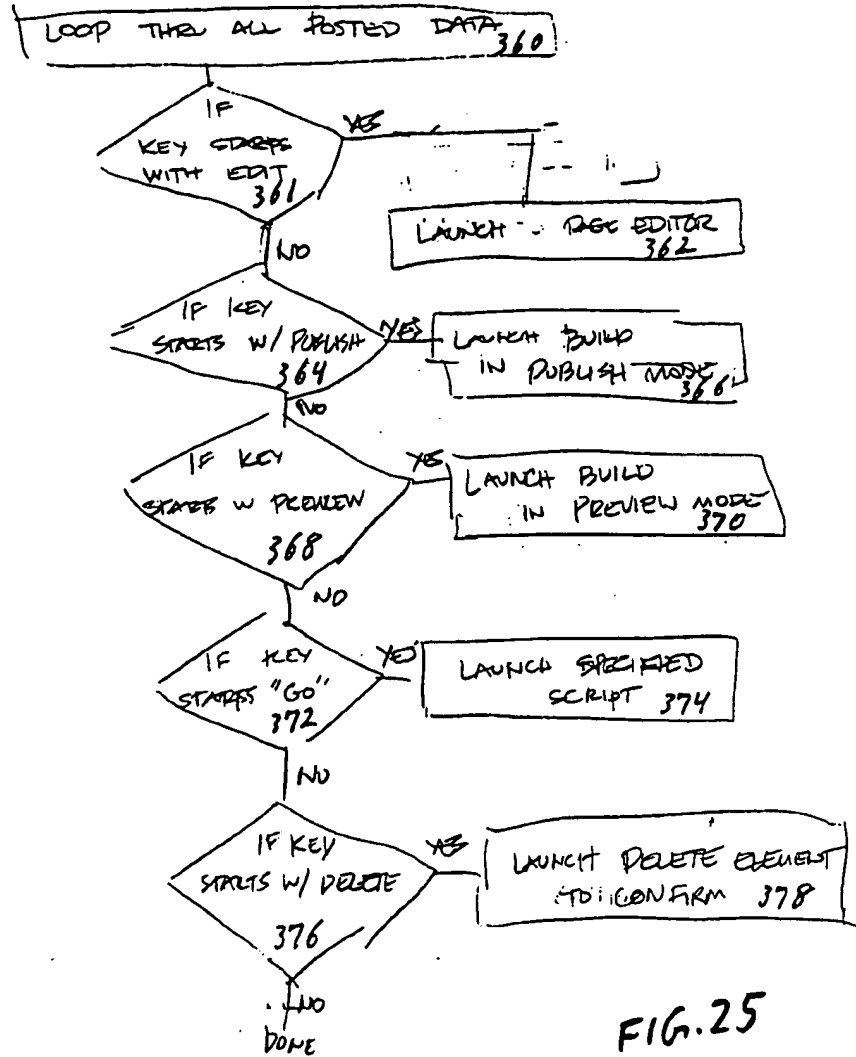 LOOP THRU ALL POSTED DATA
360
IF
KEY STARTS
WITH EDIT
361
YES
LAUNCH PAGE EDITOR
362
NO
IF KEY
STARTS W/ PUBLISH
364
YES
LAUNCH BUILD
IN PUBLISH MODE
366
NO
IF KEY
STARTS W PREVIEW
368
YES
LAUNCH BUILD
IN PREVIEW MODE
370
NO
IF KEY
STARTS "GO"
372
YES
LAUNCH SPECIFIED
SCRIPT 374
NO
IF KEY
STARTS W/ DELETE
376
YES
LAUNCH DELETE ELEMENT
TO CONFIRM 378
NO
DONE
FIG. 25